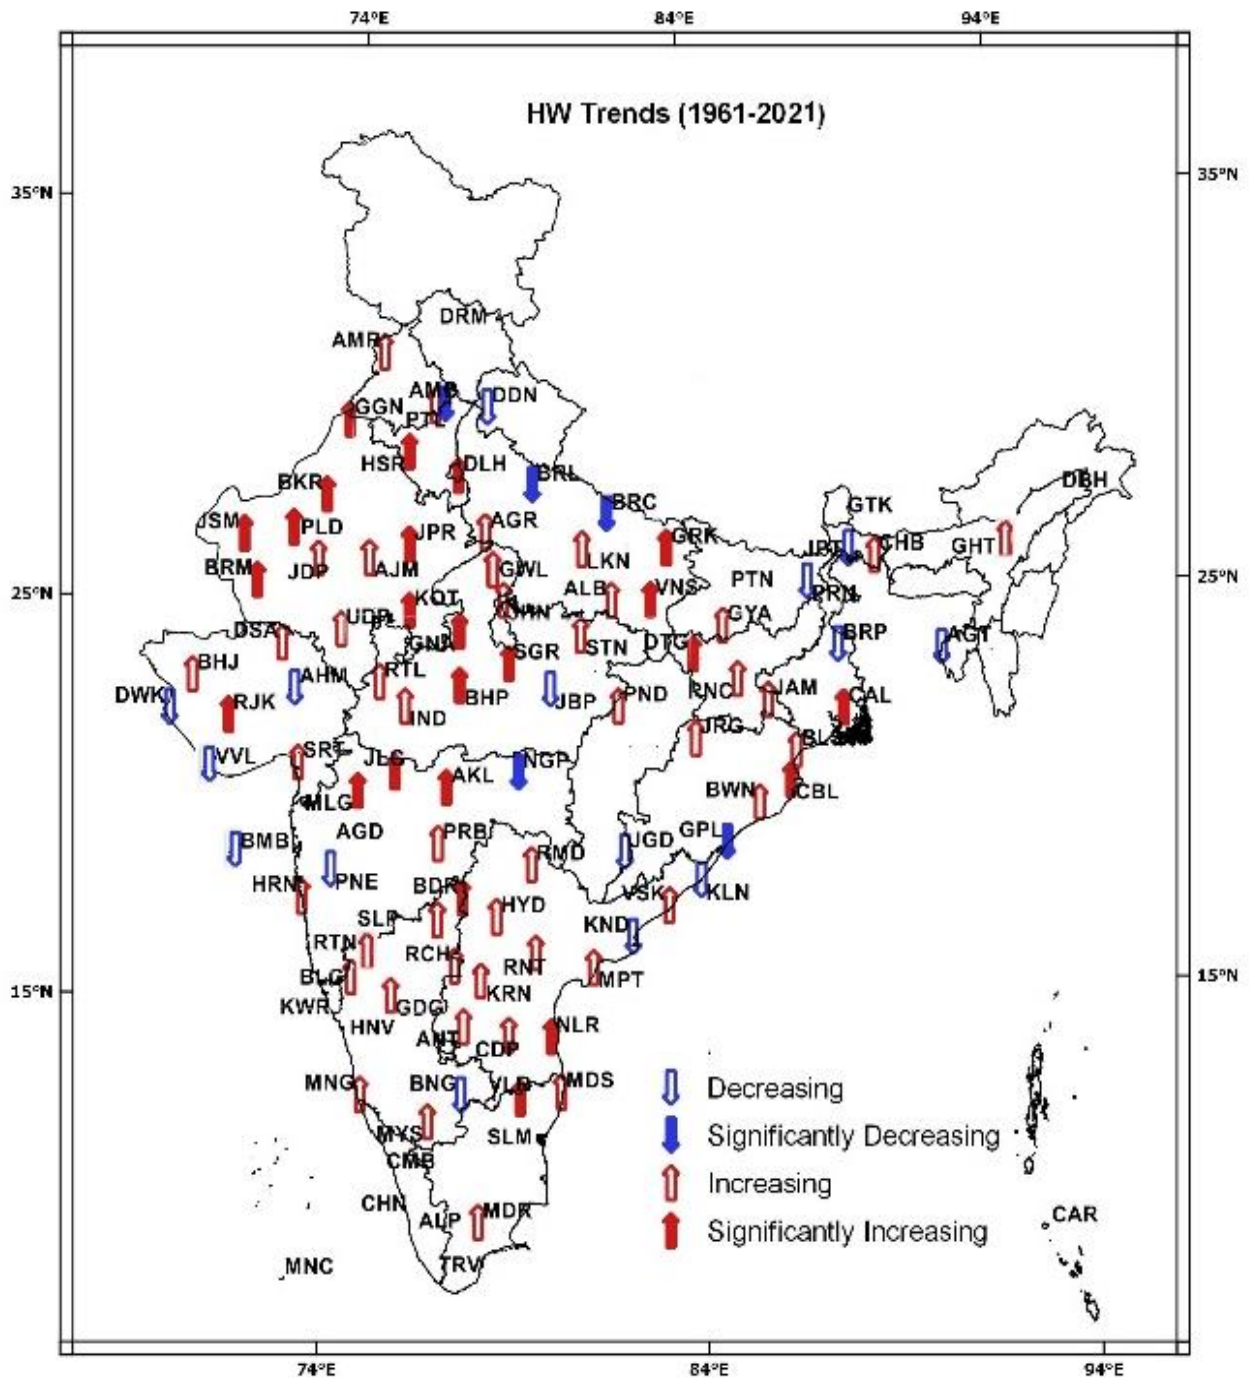 74°E 84°E 94°E
HW Trends (1961-2021)
35°N 35°N
DRM
AMR
AMB DDN
GGN
PTL
HSR DLH
BRL
BKR BRC
DBH
GTK
JSM PLD AGR
JPR GRK JPT CHB GHT
BRM JDP AJM GWL LKN
25°N ALB VNS PTN PRN 25°N
UDP KOT GYA
DSA GNA STN DTG BRP AGT
BHJ RTL SGR
AHM RNC
DWK RJK IND BHP JBP PND JAM CAL
JRG
VVL SRT JLG NGP BLS
MLG AKL BWN CBL
AGD PRB
BMB JGD GPL
RMD
HRN PNE BDR VSK KLN
SLP HYD
KND
RTN RCH
RNT
BLG KRN MPT
15°N KWR GDG 15°N
HNV
ANT CDP NLR
MNG BNG VLR MDS
Decreasing
MYS SLM Significantly Decreasing
CMB
Increasing
CHN
ALP MDR CAR
Significantly Increasing
MNC TRV
74°E 84°E 94°E